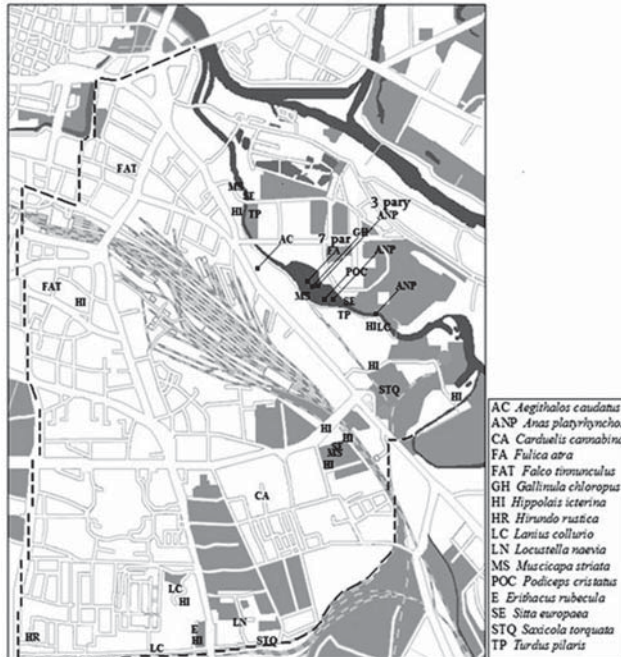 FAT
MS
SE
HI
TP
3 pary
ANP
GH
AC
7 par
FA
ANP
POC
FAT
HI
MS
SE
TP
ANP
HI
LC
HI
STQ
HI
HI
HI
SE
MS
HI
CA
LC
HI
LN
E
HI
HR
LC
STQ
AC Aegithalos caudatus
ANP Anas platyrhyncho
CA Carduelis cannabina
FA Fulica atra
FAT Falco tinnunculus
GH Gallinula chloropus
HI Hippolais icterina
HR Hirundo rustica
LC Lanius collurio
LN Locustella naevia
MS Muscicapa striata
POC Podiceps cristatus
E Erithacus rubecula
SE Sitta europaea
STQ Saxicola torquata
TP Turdus pilaris